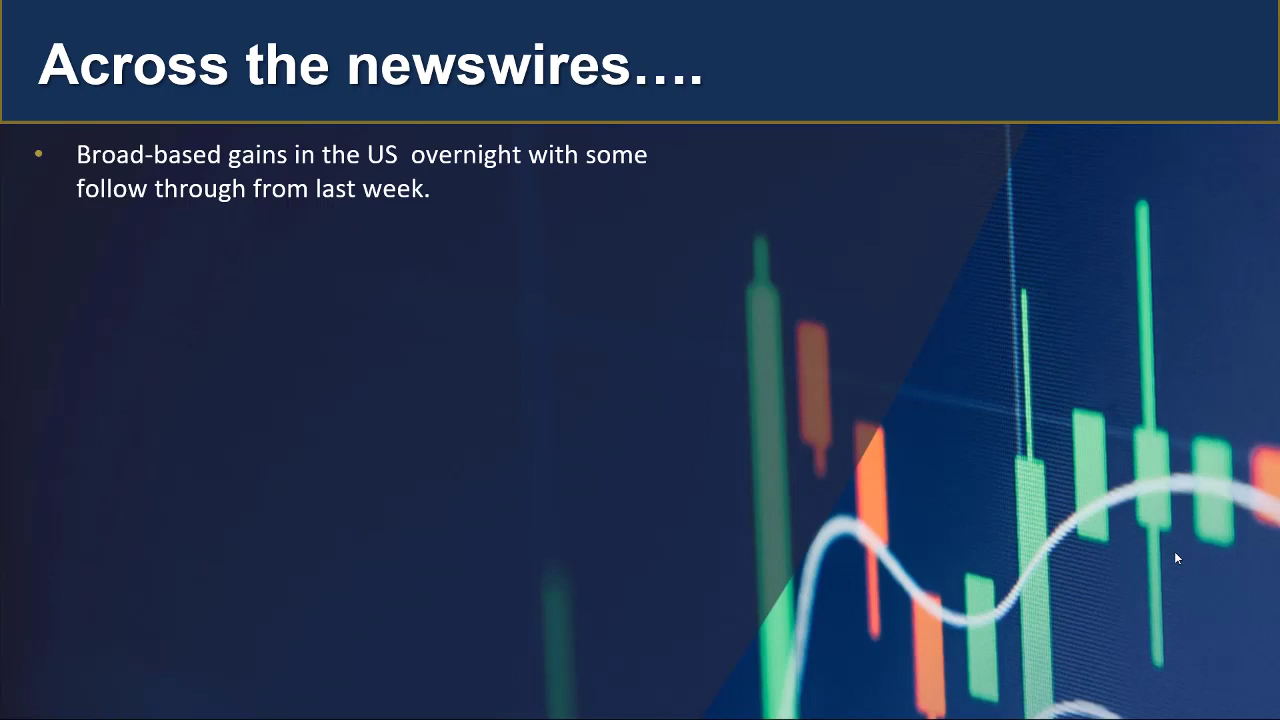 Across the newswires….
• Broad-based gains in the US  overnight with some
follow through from last week.